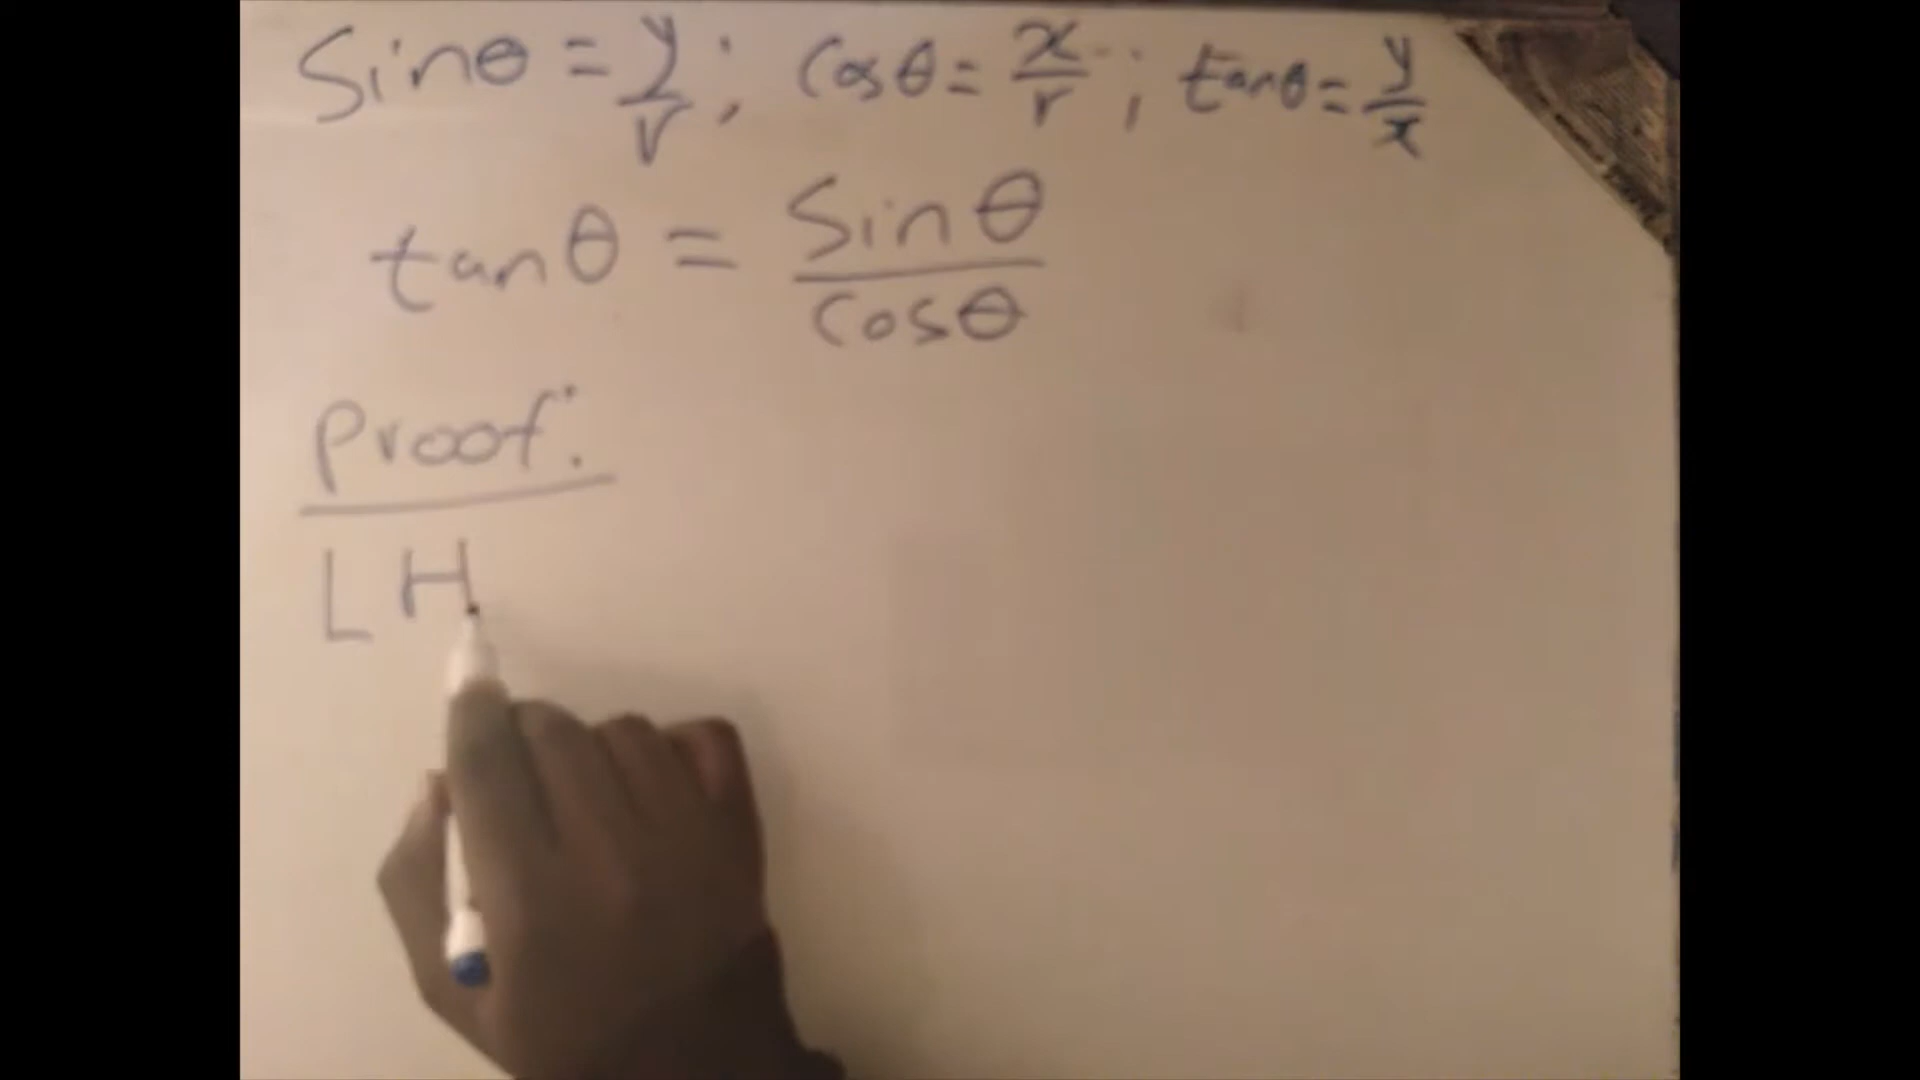 Sinθ = y/r ; Cosθ = x/r ; tanθ = y/x
tanθ = Sinθ/Cosθ
Proof:
LH